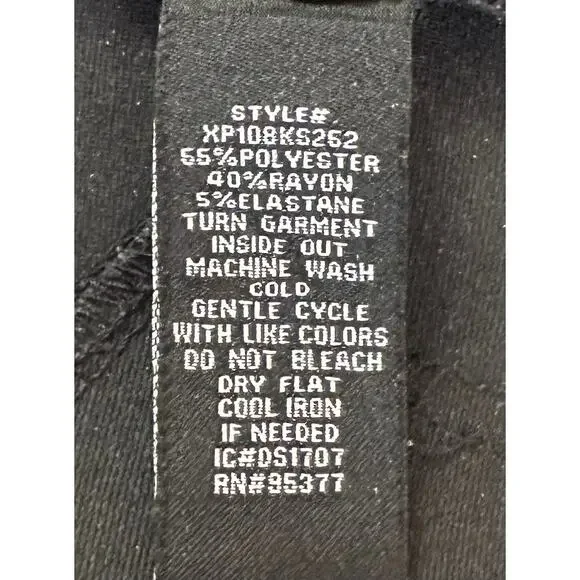 STYLE#
XP108KS262
55%POLYESTER
40%RAYON
5%ELASTANE
TURN GARMENT
INSIDE OUT
MACHINE WASH
COLD
GENTLE CYCLE
WITH LIKE COLORS
DO NOT BLEACH
DRY FLAT
COOL IRON
IF NEEDED
IC#DS1707
RN#95377